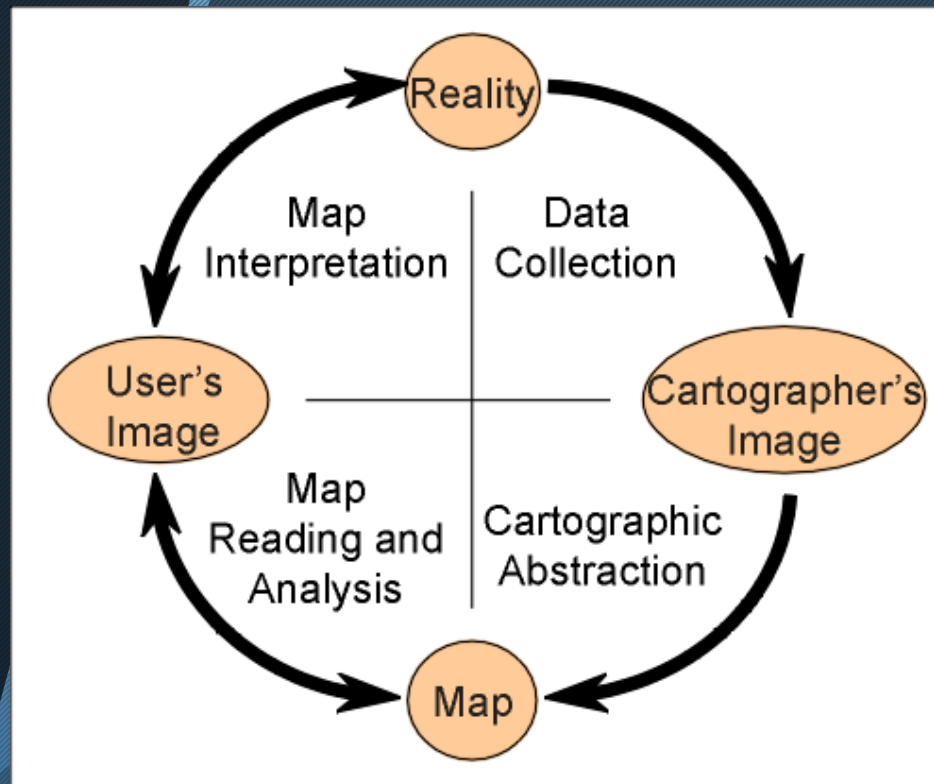 Reality
Map
Interpretation
Data
Collection
User’s
Image
Cartographer’s
Image
Map
Reading and
Analysis
Cartographic
Abstraction
Map